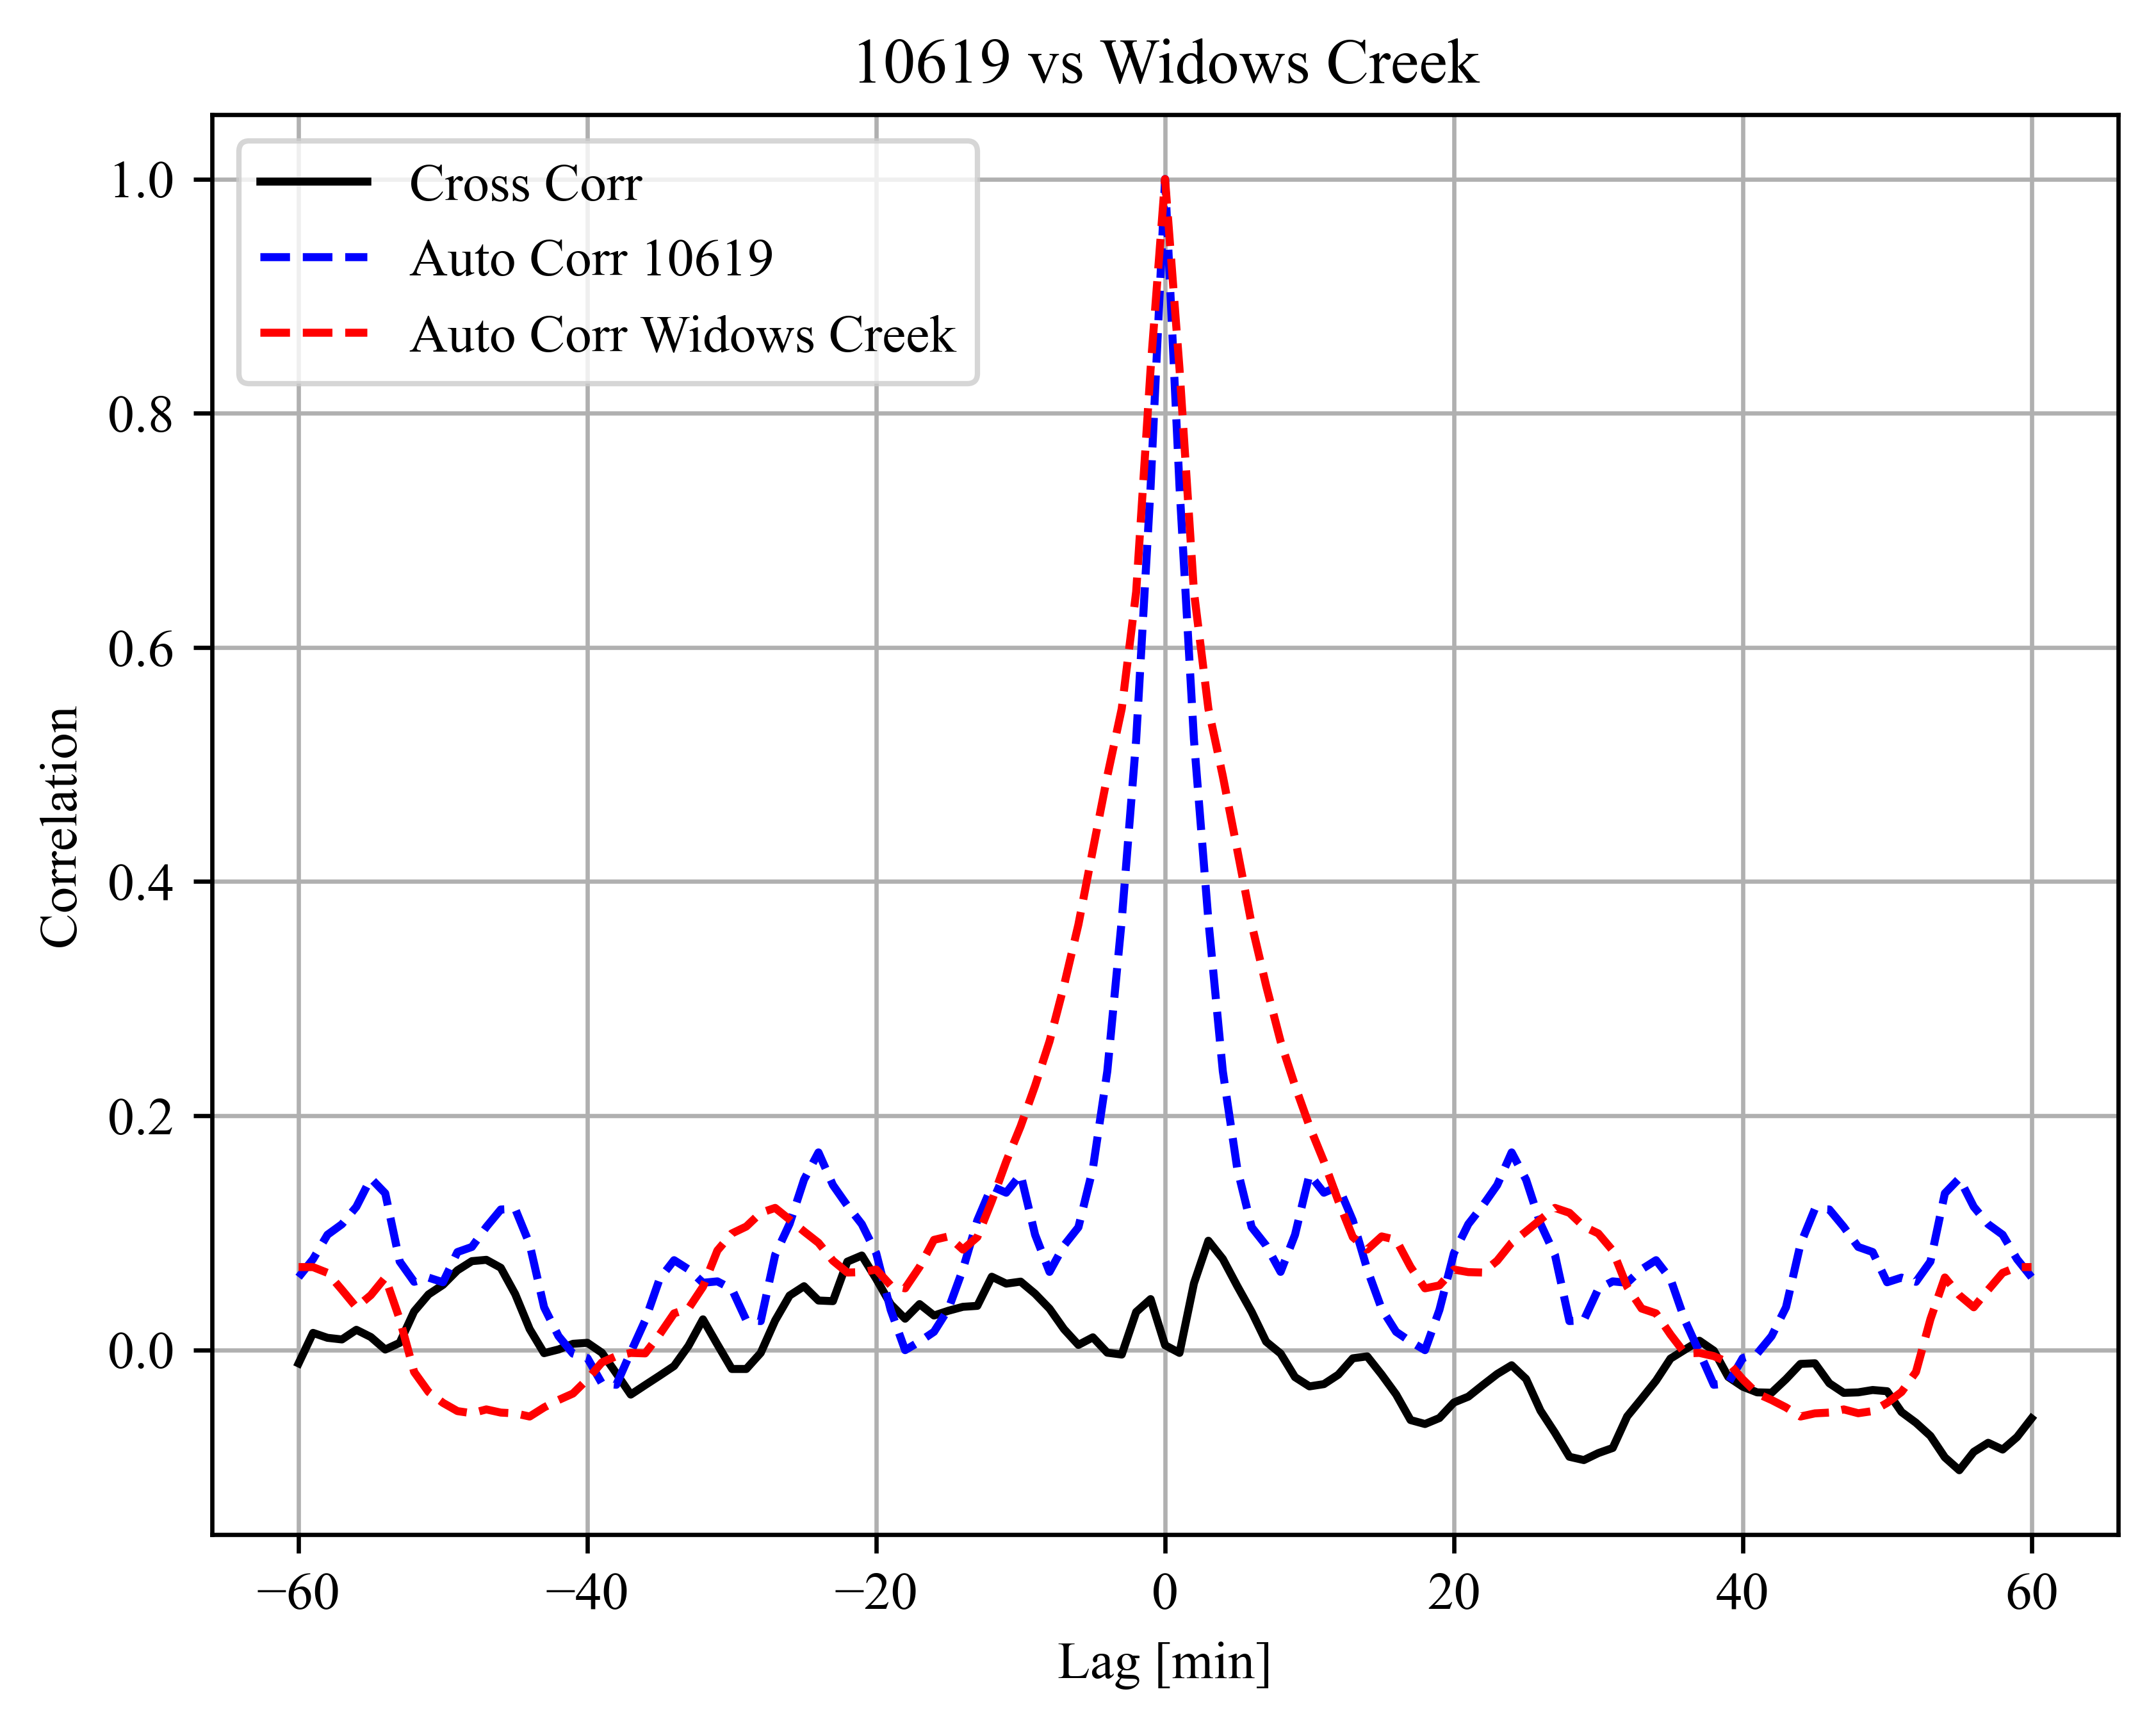 10619 vs Widows Creek
Cross Corr
Auto Corr 10619
Auto Corr Widows Creek
1.0
0.8
0.6
0.4
0.2
0.0
Correlation
−60 −40 −20 0 20 40 60
Lag [min]